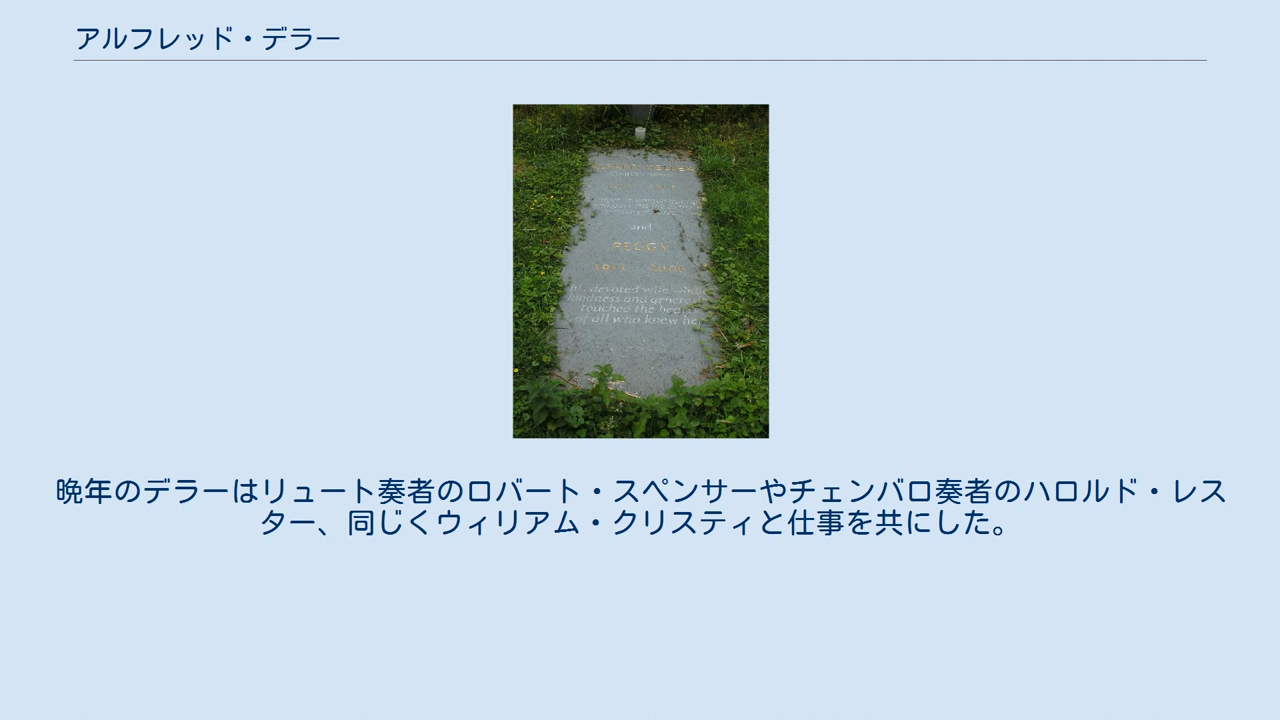 アルフレッド・デラー
and
PEGGY
devoted wife
kindness and
touched the
of all who knew her
晩年のデラーはリュート奏者のロバート・スペンサーやチェンバロ奏者のハロルド・レス
ター、同じくウィリアム・クリスティと仕事を共にした。